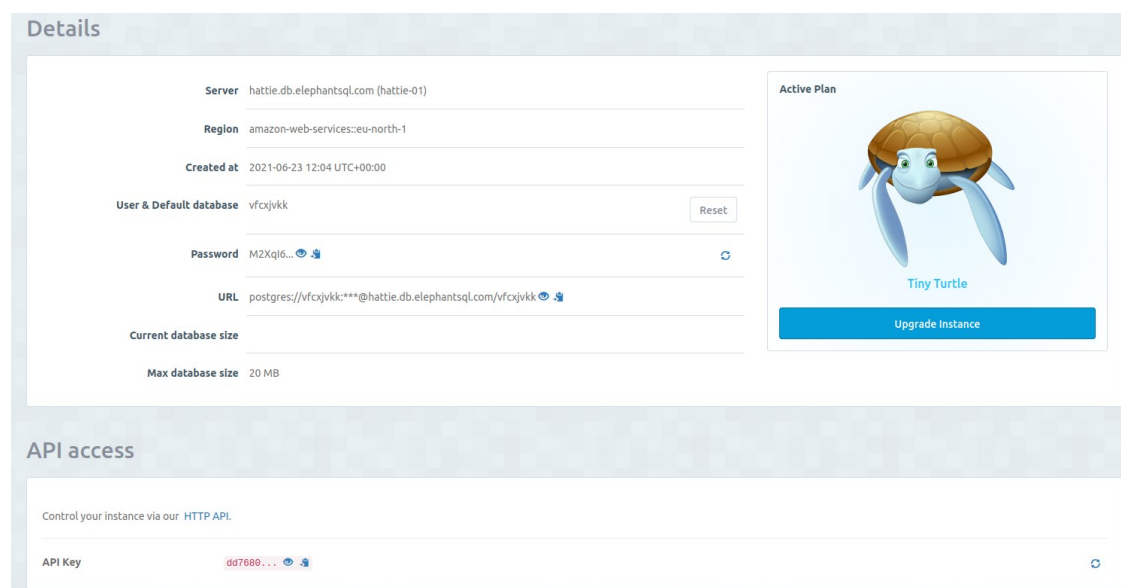 Details
Server hattie.db.elephantsql.com (hattie-01)
Region amazon-web-services::eu-north-1
Created at 2021-06-23 12:04 UTC+00:00
User & Default database vfcxjvkk
Reset
Password M2XqI6...
URL postgres://vfcxjvkk:***@hattie.db.elephantsql.com/vfcxjvkk
Current database size
Max database size 20 MB
Active Plan
Tiny Turtle
Upgrade Instance
API access
Control your instance via our HTTP API.
API Key dd7680...